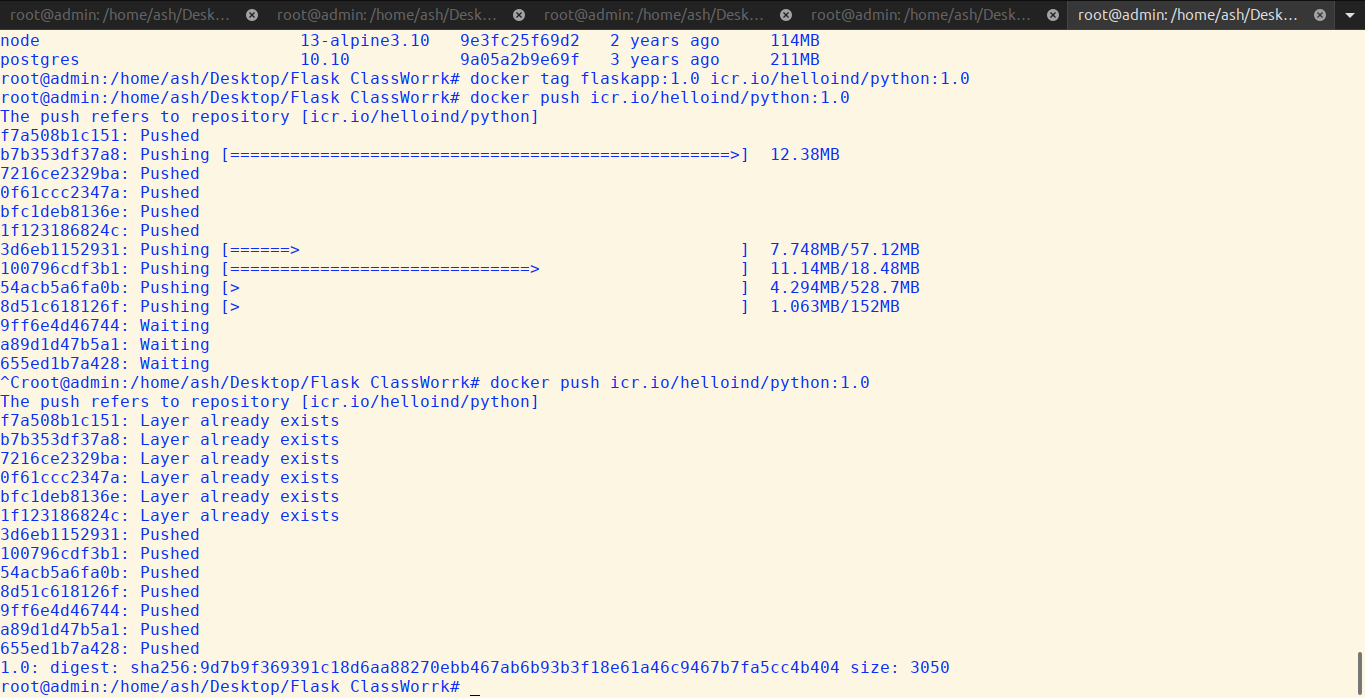 root@admin: /home/ash/Desk... root@admin: /home/ash/Desk... root@admin: /home/ash/Desk... root@admin: /home/ash/Desk... root@admin: /home/ash/Desk...
node                          13-alpine3.10   9e3fc25f69d2   2 years ago     114MB
postgres                      10.10           9a05a2b9e69f   3 years ago     211MB
root@admin:/home/ash/Desktop/Flask ClassWorrk# docker tag flaskapp:1.0 icr.io/helloind/python:1.0
root@admin:/home/ash/Desktop/Flask ClassWorrk# docker push icr.io/helloind/python:1.0
The push refers to repository [icr.io/helloind/python]
f7a508b1c151: Pushed
b7b353df37a8: Pushing [==================================================>]  12.38MB
7216ce2329ba: Pushed
0f61ccc2347a: Pushed
bfc1deb8136e: Pushed
1f123186824c: Pushed
3d6eb1152931: Pushing [======>                                            ]  7.748MB/57.12MB
100796cdf3b1: Pushing [==============================>                    ]  11.14MB/18.48MB
54acb5a6fa0b: Pushing [>                                                  ]  4.294MB/528.7MB
8d51c618126f: Pushing [>                                                  ]  1.063MB/152MB
9ff6e4d46744: Waiting
a89d1d47b5a1: Waiting
655ed1b7a428: Waiting
^Croot@admin:/home/ash/Desktop/Flask ClassWorrk# docker push icr.io/helloind/python:1.0
The push refers to repository [icr.io/helloind/python]
f7a508b1c151: Layer already exists
b7b353df37a8: Layer already exists
7216ce2329ba: Layer already exists
0f61ccc2347a: Layer already exists
bfc1deb8136e: Layer already exists
1f123186824c: Layer already exists
3d6eb1152931: Pushed
100796cdf3b1: Pushed
54acb5a6fa0b: Pushed
8d51c618126f: Pushed
9ff6e4d46744: Pushed
a89d1d47b5a1: Pushed
655ed1b7a428: Pushed
1.0: digest: sha256:9d7b9f369391c18d6aa88270ebb467ab6b93b3f18e61a46c9467b7fa5cc4b404 size: 3050
root@admin:/home/ash/Desktop/Flask ClassWorrk# _